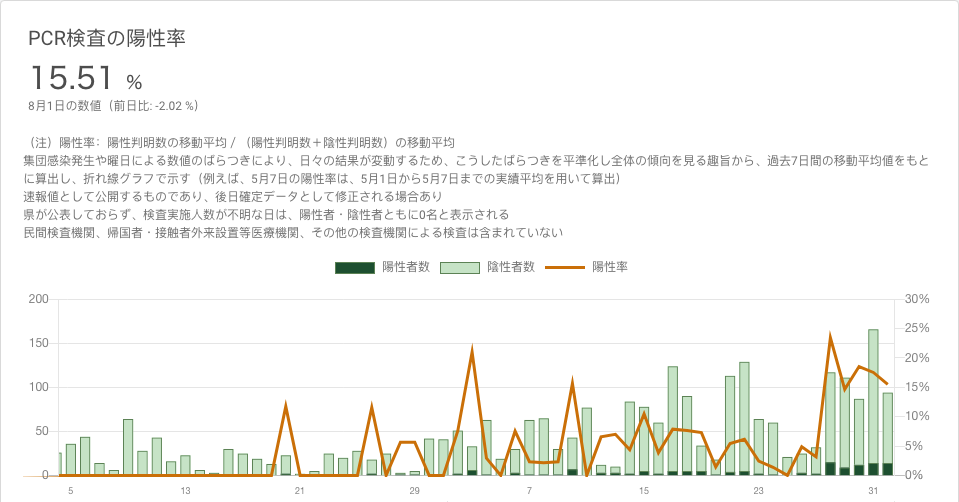 PCR検査の陽性率
15.51 %
8月1日の数値（前日比: -2.02 %）
（注）陽性率：陽性判明数の移動平均 / （陽性判明数＋陰性判明数）の移動平均
集団感染発生や曜日による数値のばらつきにより、日々の結果が変動するため、こうしたばらつきを平準化し全体の傾向を見る趣旨から、過去7日間の移動平均値をもと
に算出し、折れ線グラフで示す（例えば、5月7日の陽性率は、5月1日から5月7日までの実績平均を用いて算出）
速報値として公開するものであり、後日確定データとして修正される場合あり
県が公表しておらず、検査実施人数が不明な日は、陽性者・陰性者ともに0名と表示される
民間検査機関、帰国者・接触者外来設置等医療機関、その他の検査機関による検査は含まれていない
陽性者数 陰性者数 陽性率
200 30%
25%
150
20%
100 15%
10%
50
5%
0 0%
5 13 21 29 7 15 23 31